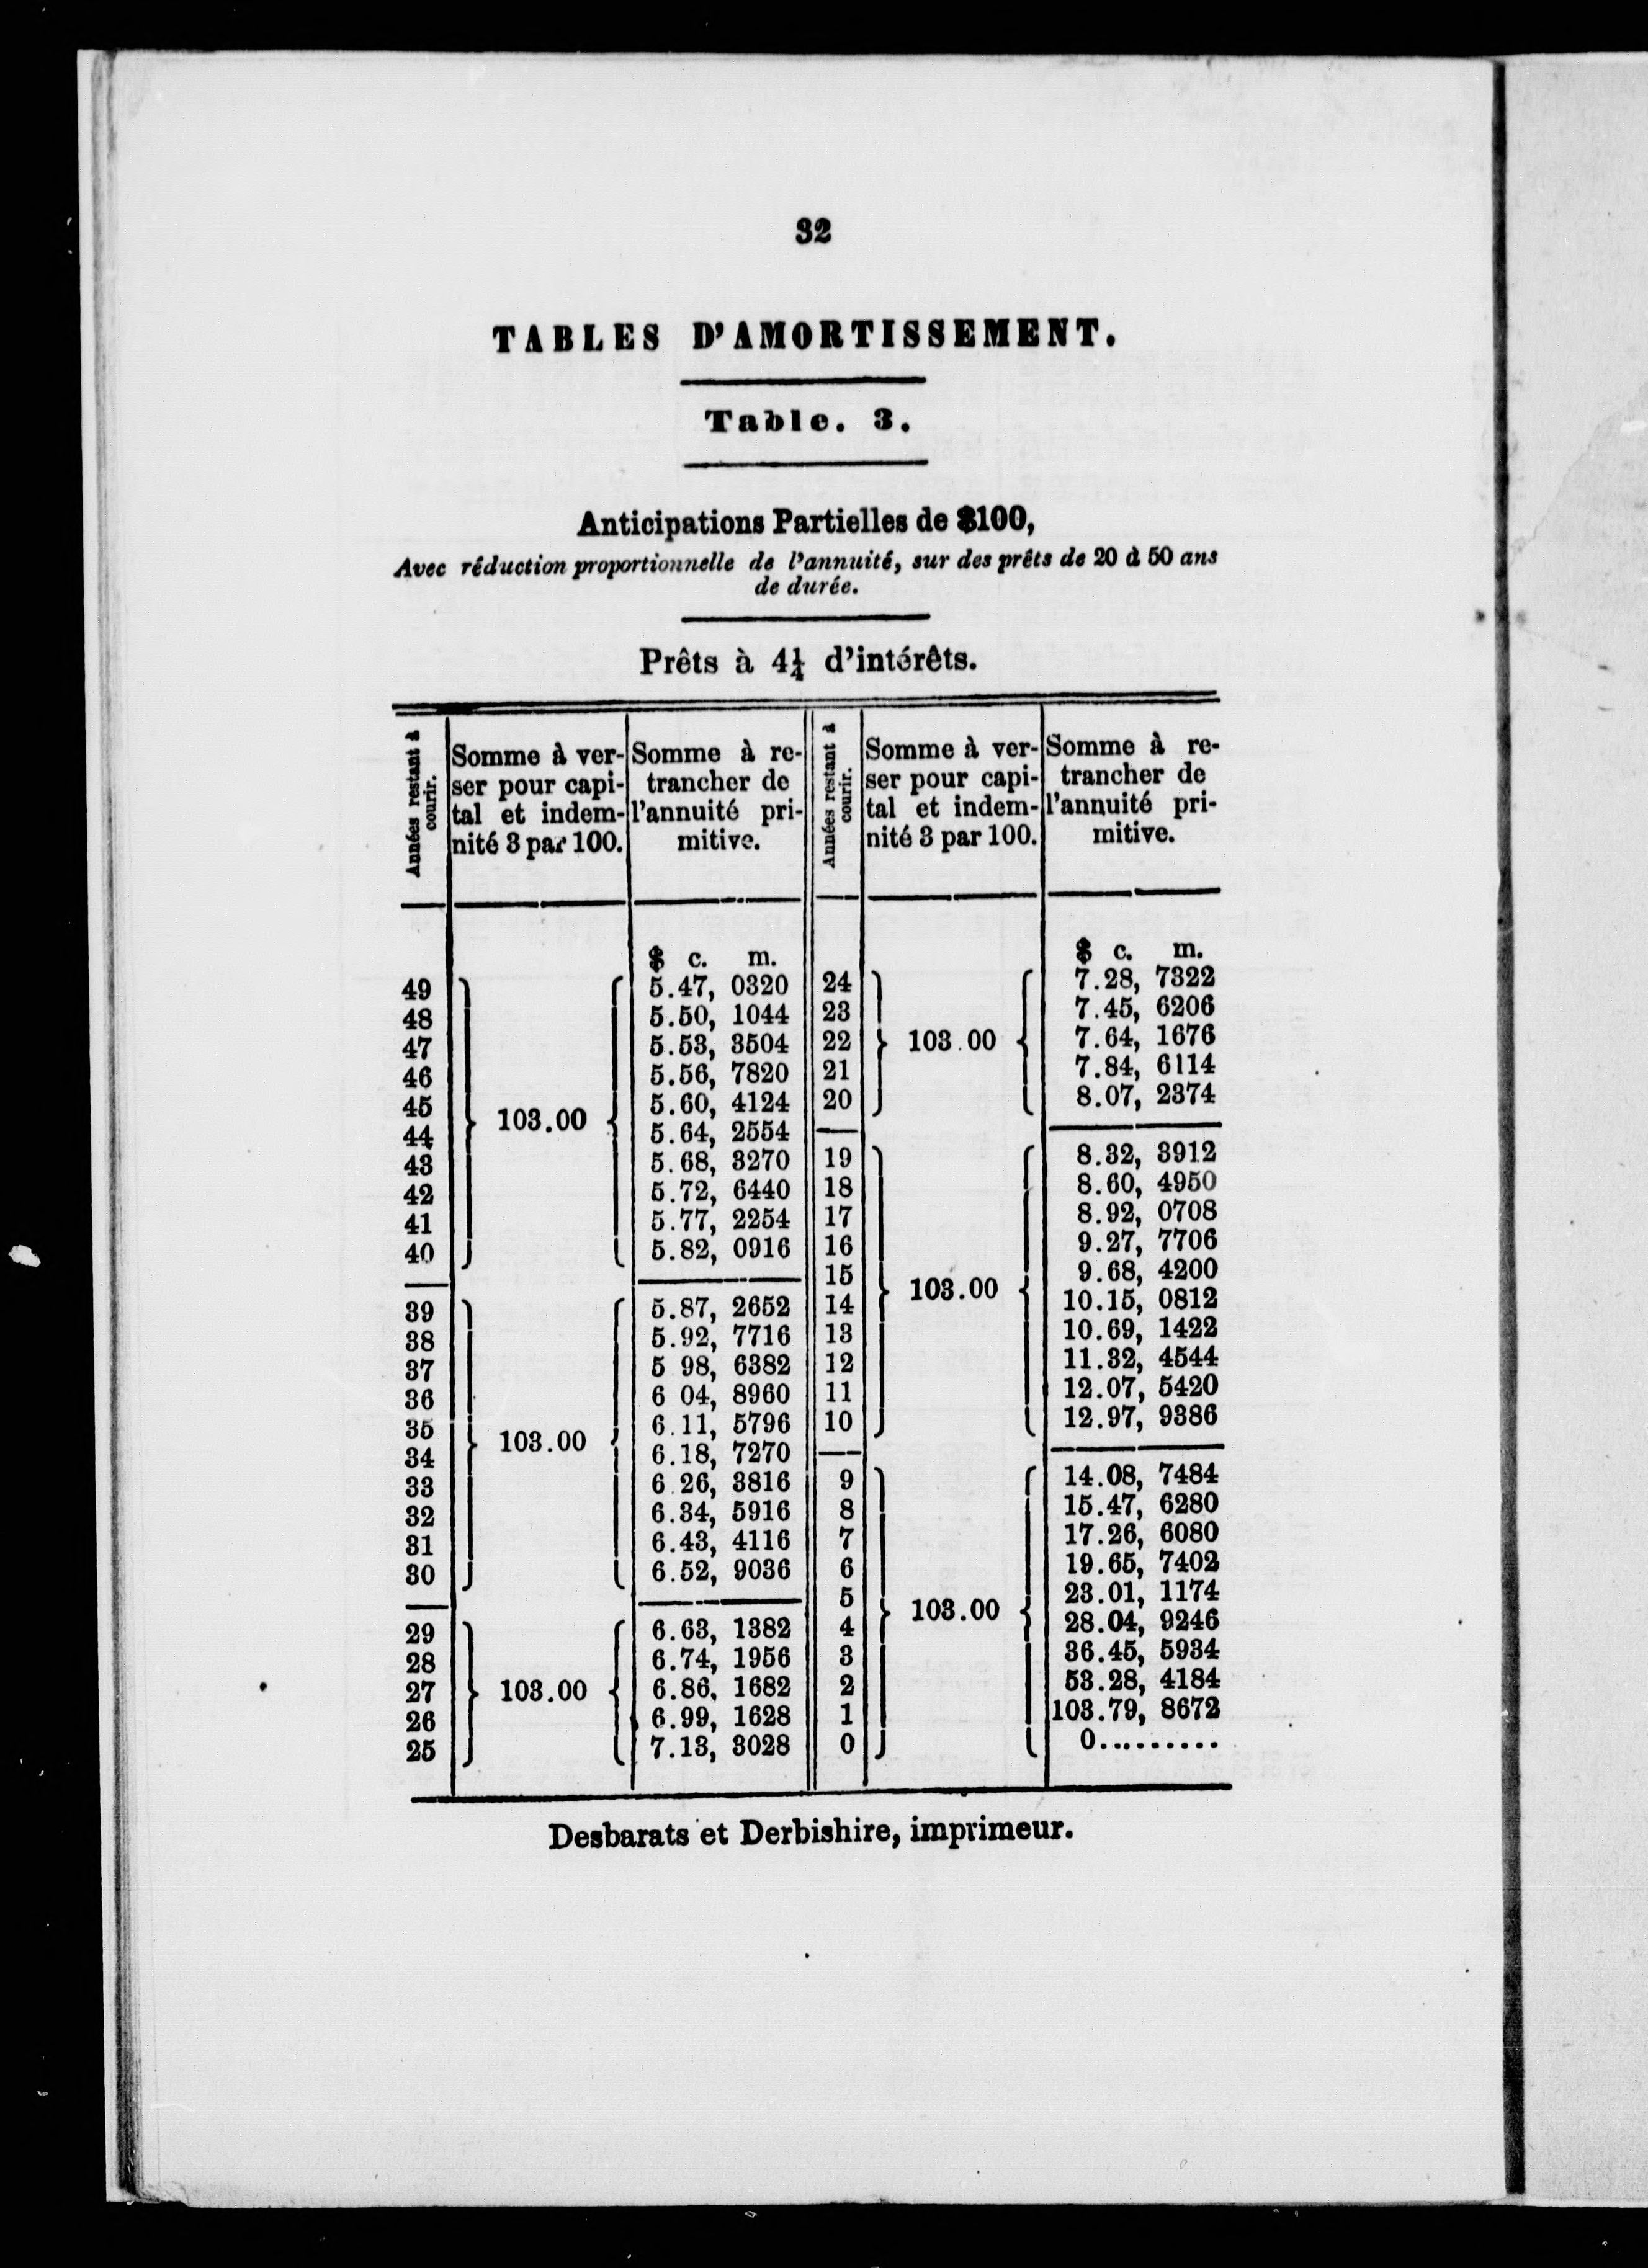 32
TABLES D'AMORTISSEMENT.
Table. 3.
Anticipations Partielles de $100,
Avec réduction proportionnelle de l'annuité, sur des prêts de 20 à 50 ans
de durée.
Prêts à 4¼ d'intérêts.
Années restant à courir. | Somme à verser pour capital et indemnité 3 par 100. | Somme à retrancher de l'annuité primitive. | Années restant à courir. | Somme à verser pour capital et indemnité 3 par 100. | Somme à retrancher de l'annuité primitive.
$ c. m.
49 5.47, 0320
48 5.50, 1044
47 5.53, 3504
46 5.56, 7820
45 5.60, 4124
103.00
44 5.64, 2554
43 5.68, 3270
42 5.72, 6440
41 5.77, 2254
40 5.82, 0916
39 5.87, 2652
38 5.92, 7716
37 5 98, 6382
36 6 04, 8960
35 6.11, 5796
103.00
34 6.18, 7270
33 6.26, 3816
32 6.34, 5916
31 6.43, 4116
30 6.52, 9036
29 6.63, 1382
28 6.74, 1956
27 103.00 6.86, 1682
26 6.99, 1628
25 7.13, 3028
$ c. m.
24 7.28, 7322
23 7.45, 6206
22 103.00 7.64, 1676
21 7.84, 6114
20 8.07, 2374
19 8.32, 3912
18 8.60, 4950
17 8.92, 0708
16 9.27, 7706
15 9.68, 4200
103.00
14 10.15, 0812
13 10.69, 1422
12 11.32, 4544
11 12.07, 5420
10 12.97, 9386
9 14.08, 7484
8 15.47, 6280
7 17.26, 6080
6 19.65, 7402
5 23.01, 1174
103.00
4 28.04, 9246
3 36.45, 5934
2 53.28, 4184
1 103.79, 8672
0 0.........
Desbarats et Derbishire, imprimeur.